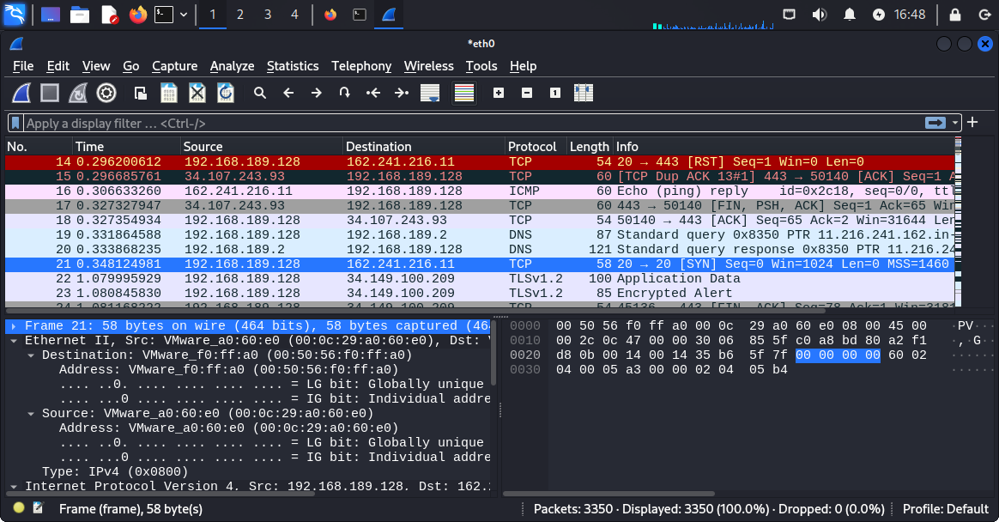 1 2 3 4 16:48
*eth0
File Edit View Go Capture Analyze Statistics Telephony Wireless Tools Help
Apply a display filter … <Ctrl-/>
No. Time Source Destination Protocol Length Info
14 0.296200612 192.168.189.128 162.241.216.11 TCP 54 20 → 443 [RST] Seq=1 Win=0 Len=0
15 0.296685761 34.107.243.93 192.168.189.128 TCP 60 [TCP Dup ACK 13#1] 443 → 50140 [ACK] Seq=1 A
16 0.306633260 162.241.216.11 192.168.189.128 ICMP 60 Echo (ping) reply id=0x2c18, seq=0/0, ttl
17 0.327327947 34.107.243.93 192.168.189.128 TCP 60 443 → 50140 [FIN, PSH, ACK] Seq=1 Ack=65 Win
18 0.327354934 192.168.189.128 34.107.243.93 TCP 54 50140 → 443 [ACK] Seq=65 Ack=2 Win=31644 Len
19 0.331864588 192.168.189.128 192.168.189.2 DNS 87 Standard query 0x8350 PTR 11.216.241.162.in-
20 0.333868235 192.168.189.2 192.168.189.128 DNS 121 Standard query response 0x8350 PTR 11.216.24
21 0.348124981 192.168.189.128 162.241.216.11 TCP 58 20 → 20 [SYN] Seq=0 Win=1024 Len=0 MSS=1460
22 1.079995929 192.168.189.128 34.149.100.209 TLSv1.2 100 Application Data
23 1.080845830 192.168.189.128 34.149.100.209 TLSv1.2 85 Encrypted Alert
24 1.081168222 192.168.189.128 34.149.100.209 TCP 54 45136 → 443 [FIN, ACK] Seq=78 Ack=1 Win=3181
Frame 21: 58 bytes on wire (464 bits), 58 bytes captured (464
Ethernet II, Src: VMware_a0:60:e0 (00:0c:29:a0:60:e0), Dst: V
Destination: VMware_f0:ff:a0 (00:50:56:f0:ff:a0)
Address: VMware_f0:ff:a0 (00:50:56:f0:ff:a0)
.... ..0. .... .... .... .... = LG bit: Globally unique
.... ...0 .... .... .... .... = IG bit: Individual addre
Source: VMware_a0:60:e0 (00:0c:29:a0:60:e0)
Address: VMware_a0:60:e0 (00:0c:29:a0:60:e0)
.... ..0. .... .... .... .... = LG bit: Globally unique
.... ...0 .... .... .... .... = IG bit: Individual addre
Type: IPv4 (0x0800)
Internet Protocol Version 4, Src: 192.168.189.128, Dst: 162.
0000 00 50 56 f0 ff a0 00 0c 29 a0 60 e0 08 00 45 00 ·PV·
0010 00 2c 0c 47 00 00 30 06 85 5f c0 a8 bd 80 a2 f1 ·,·G
0020 d8 0b 00 14 00 14 35 b6 5f 7f 00 00 00 00 60 02 ······
0030 04 00 05 a3 00 00 02 04 05 b4 ······
Frame (frame), 58 byte(s) Packets: 3350 · Displayed: 3350 (100.0%) · Dropped: 0 (0.0%) Profile: Default